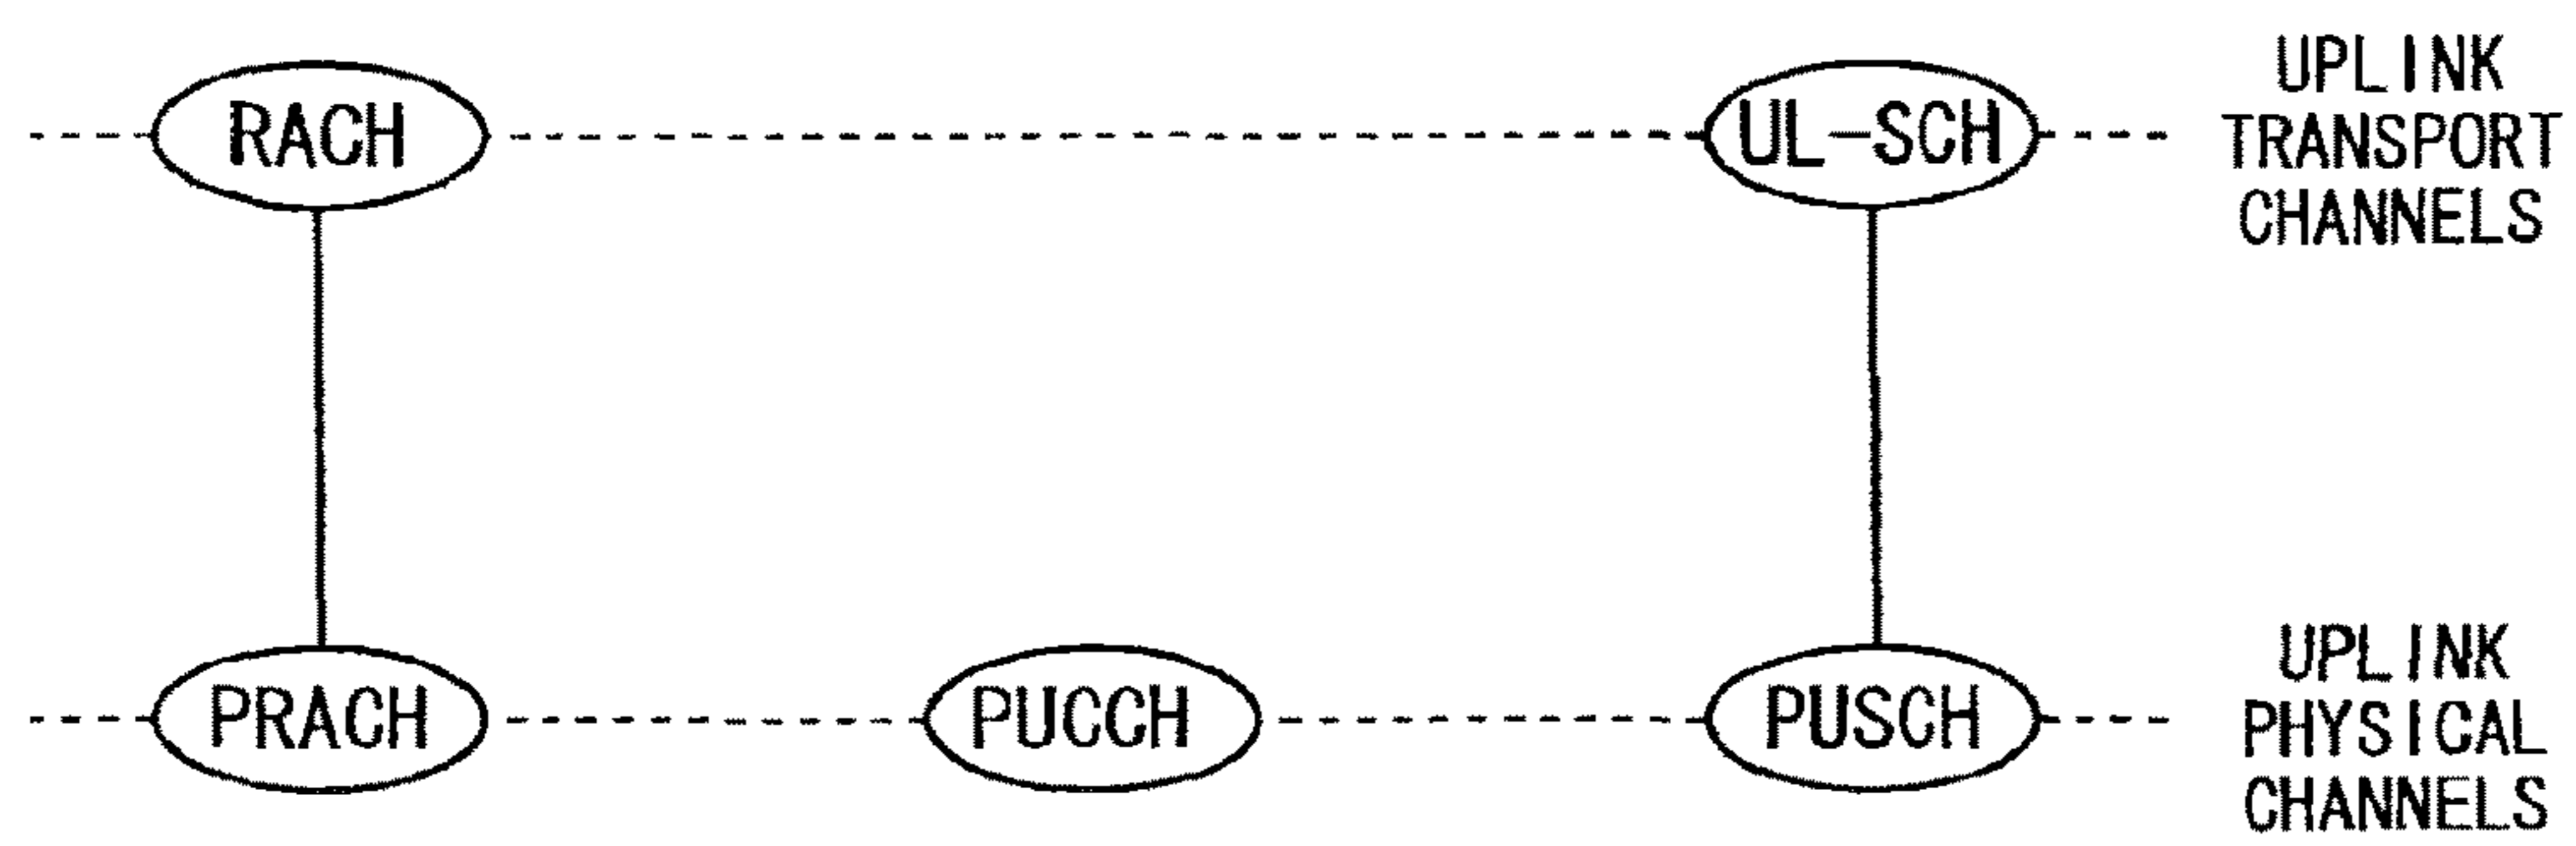 RACH
UL-SCH
UPLINK
TRANSPORT
CHANNELS
PRACH
PUCCH
PUSCH
UPLINK
PHYSICAL
CHANNELS